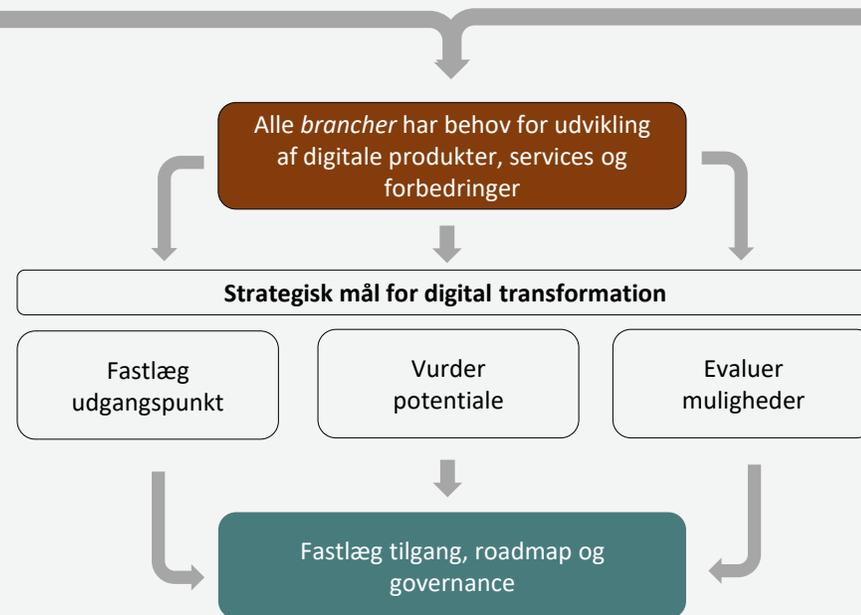 Alle brancher har behov for udvikling
af digitale produkter, services og
forbedringer
Strategisk mål for digital transformation
Fastlæg
udgangspunkt
Vurder
potentiale
Evaluer
muligheder
Fastlæg tilgang, roadmap og
governance